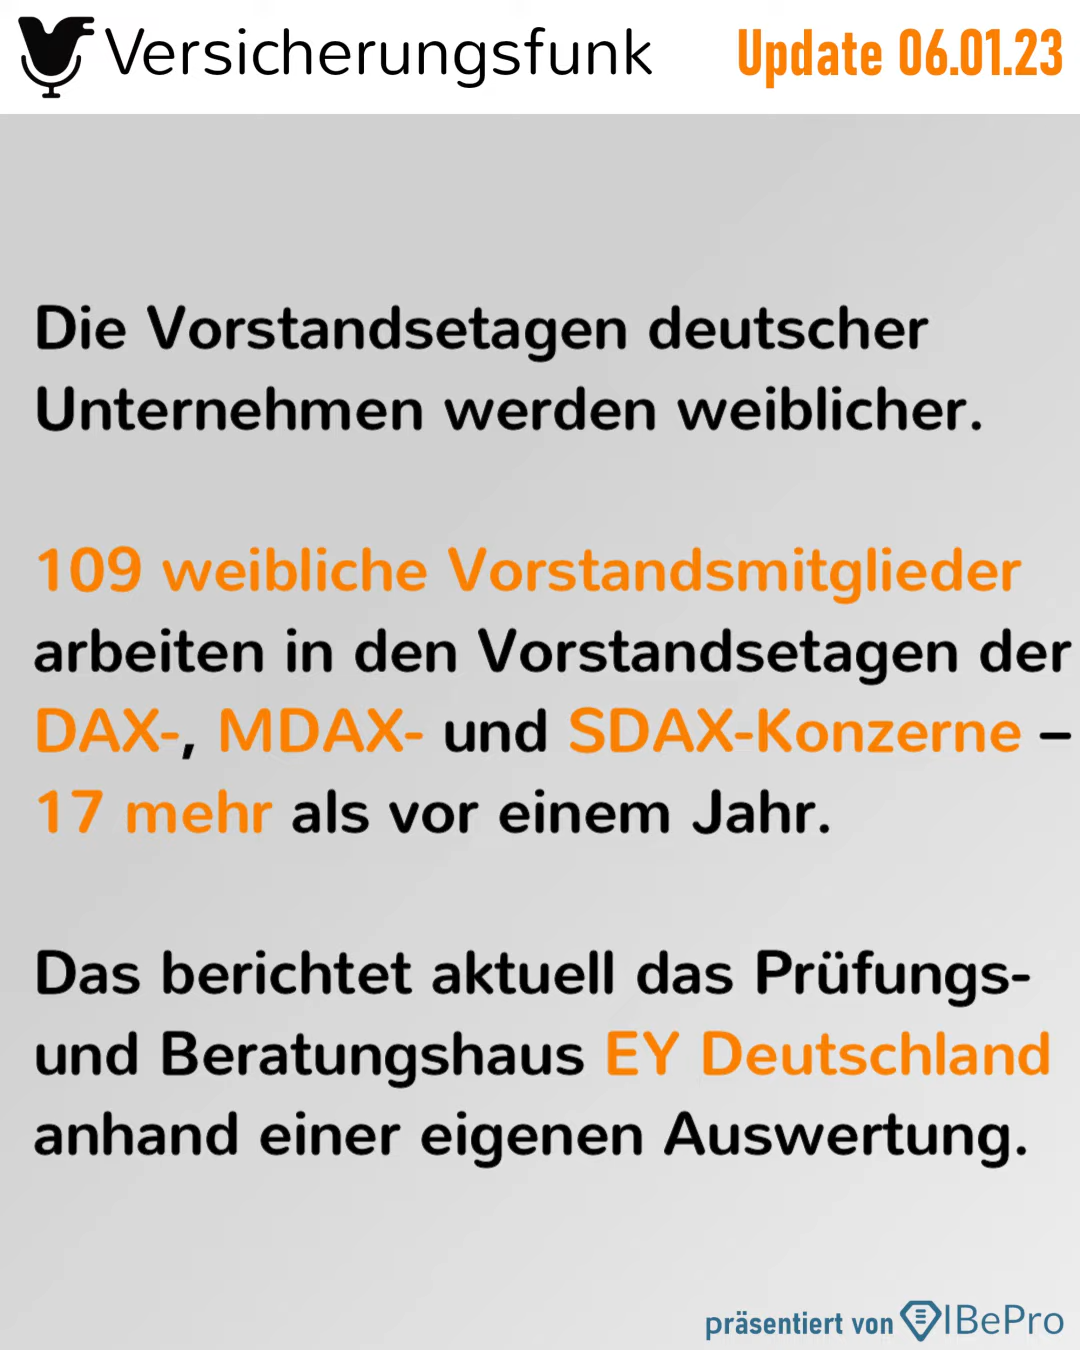 Versicherungsfunk
Update 06.01.23
Die Vorstandsetagen deutscher
Unternehmen werden weiblicher.
109 weibliche Vorstandsmitglieder
arbeiten in den Vorstandsetagen der
DAX-, MDAX- und SDAX-Konzerne –
17 mehr als vor einem Jahr.
Das berichtet aktuell das Prüfungs-
und Beratungshaus EY Deutschland
anhand einer eigenen Auswertung.
präsentiert von IBePro